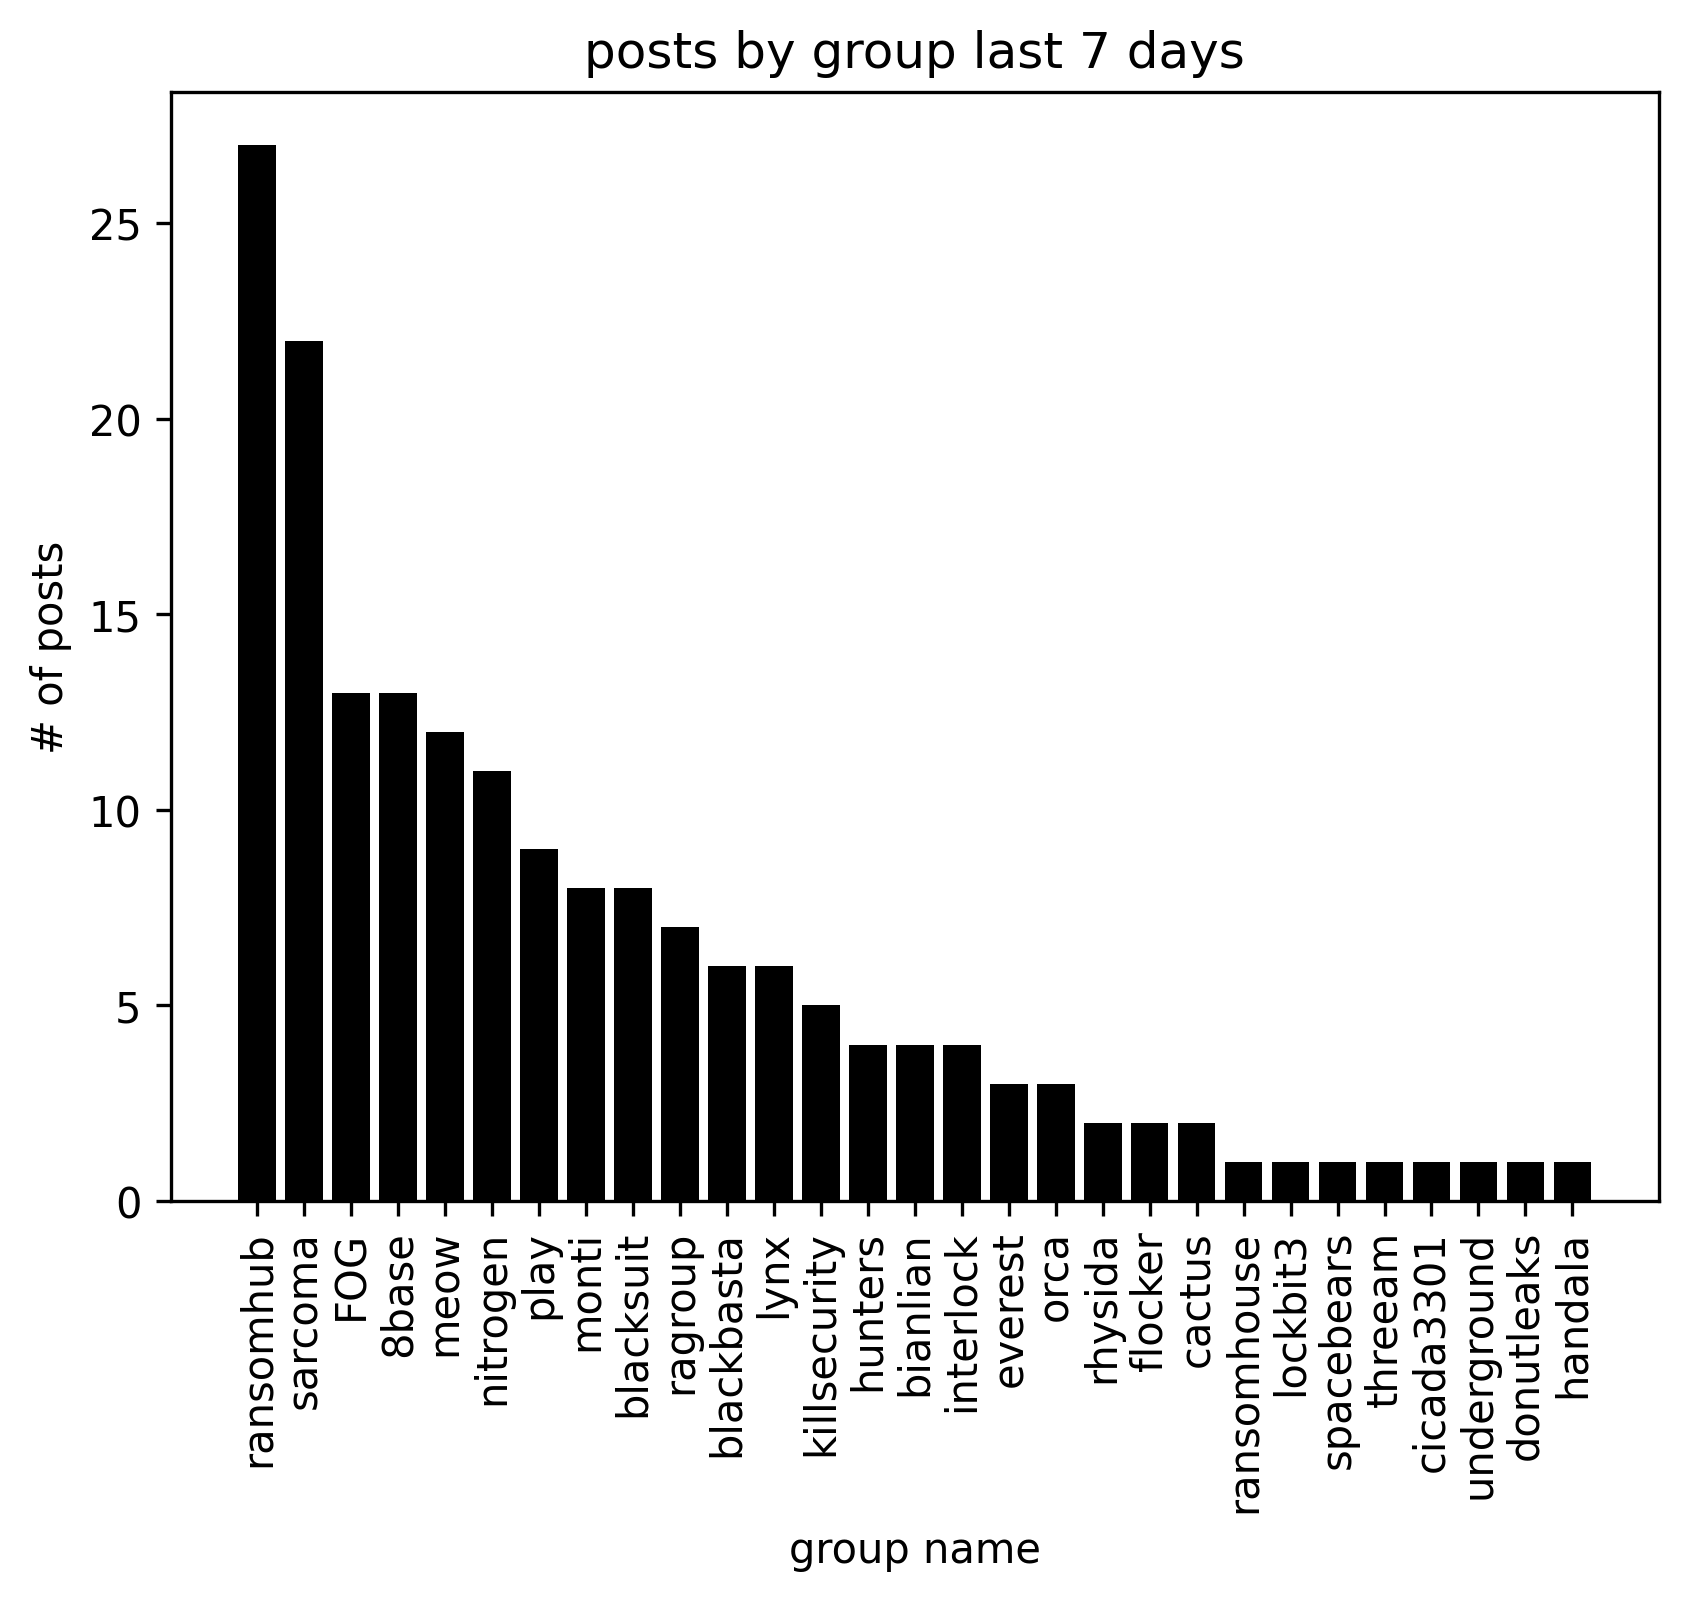 posts by group last 7 days
# of posts
25
20
15
10
5
0
ransomhub
sarcoma
FOG
8base
meow
nitrogen
play
monti
blacksuit
ragroup
blackbasta
lynx
killsecurity
hunters
bianlian
interlock
everest
orca
rhysida
flocker
cactus
ransomhouse
lockbit3
spacebears
threeam
cicada3301
underground
donutleaks
handala
group name